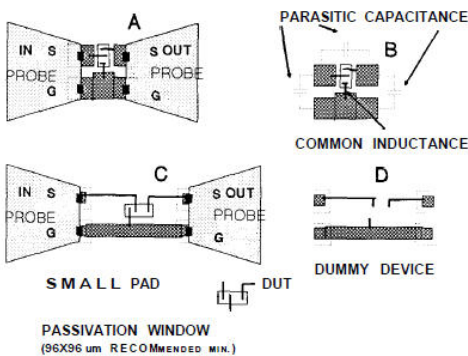 A
IN S
PROBE
G
S OUT
PROBE
G
PARASITIC CAPACITANCE
B
COMMON INDUCTANCE
C
IN S
PROBE
G
S OUT
PROBE
G
D
DUMMY DEVICE
SMALL PAD
DUT
PASSIVATION WINDOW
(96X96 um RECOMMENDED MIN.)